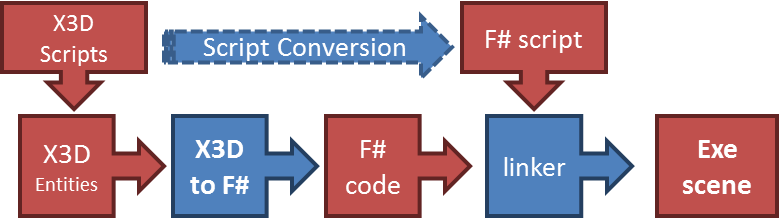 X3D
Scripts
Script Conversion
F# script
X3D
Entities
X3D
to F#
F#
code
linker
Exe
scene